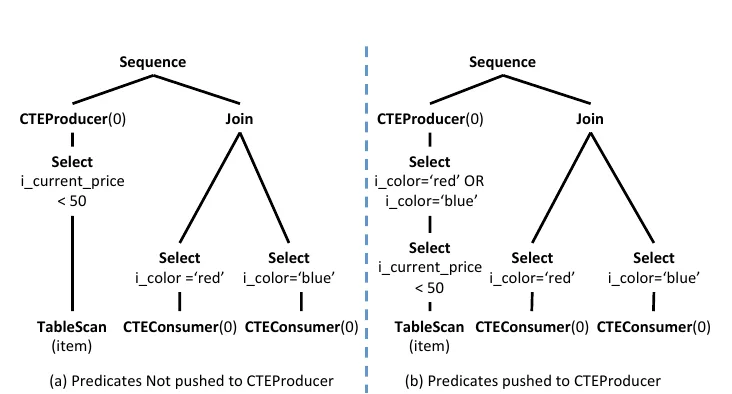 Sequence
CTEProducer(0)
Join
Select
i_current_price
< 50
Select
i_color =‘red’
Select
i_color=‘blue’
TableScan
(item)
CTEConsumer(0)
CTEConsumer(0)
(a) Predicates Not pushed to CTEProducer
Sequence
CTEProducer(0)
Join
Select
i_color=‘red’ OR
i_color=‘blue’
Select
i_current_price
< 50
Select
i_color=‘red’
Select
i_color=‘blue’
TableScan
(item)
CTEConsumer(0)
CTEConsumer(0)
(b) Predicates pushed to CTEProducer